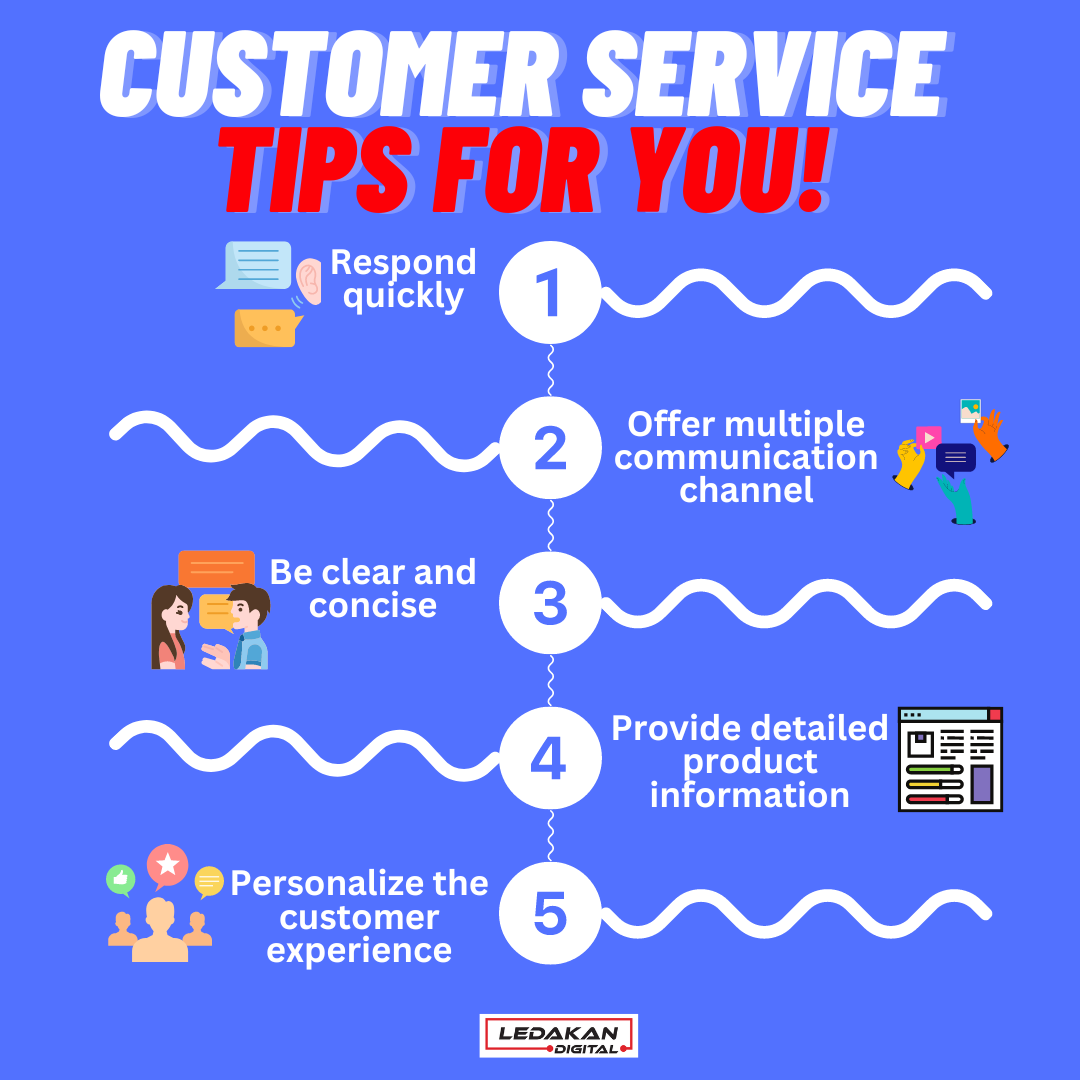 CUSTOMER SERVICE
TIPS FOR YOU!
Respond
quickly
1
2
Offer multiple
communication
channel
Be clear and
concise
3
4
Provide detailed
product
information
Personalize the
customer
experience
5
LEDAKAN
DIGITAL